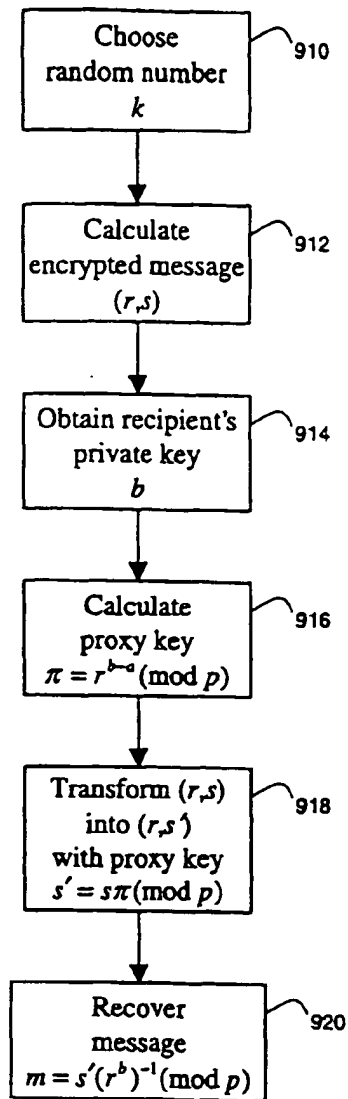 Choose
random number
k
910
Calculate
encrypted message
(r,s)
912
Obtain recipient's
private key
b
914
Calculate
proxy key
π = r^{b-a} (mod p)
916
Transform (r,s)
into (r,s')
with proxy key
s' = sπ(mod p)
918
Recover
message
m = s'(r^b)^{-1} (mod p)
920